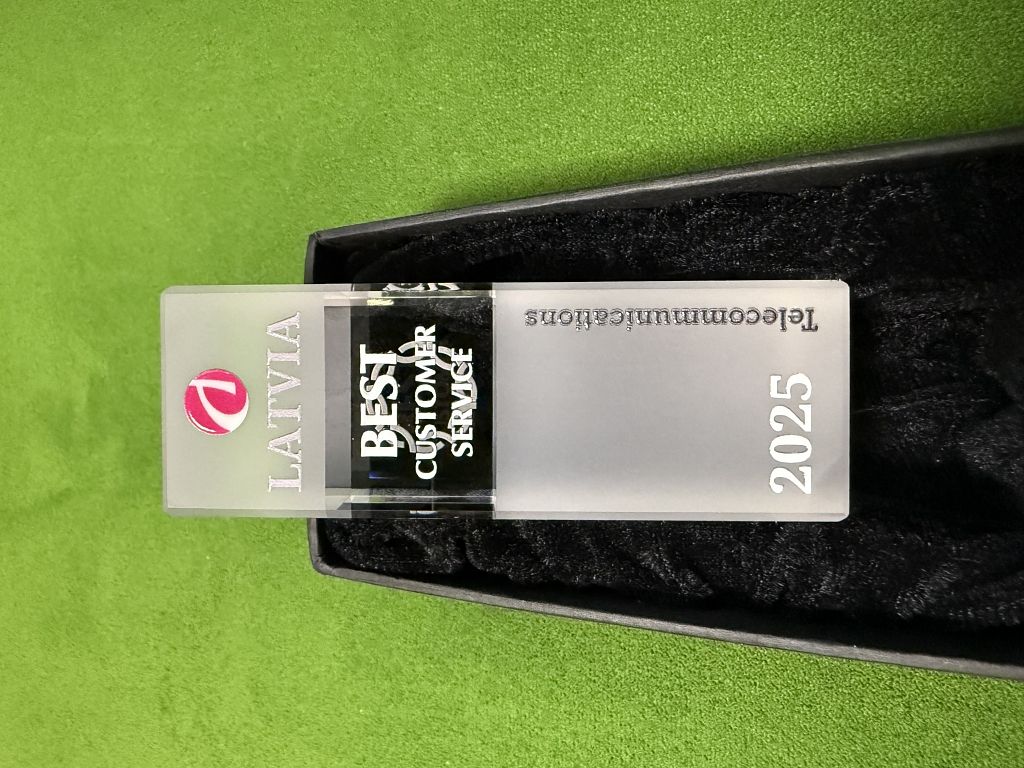 LATVIA
BEST
CUSTOMER
SERVICE
Telecommunications
2025